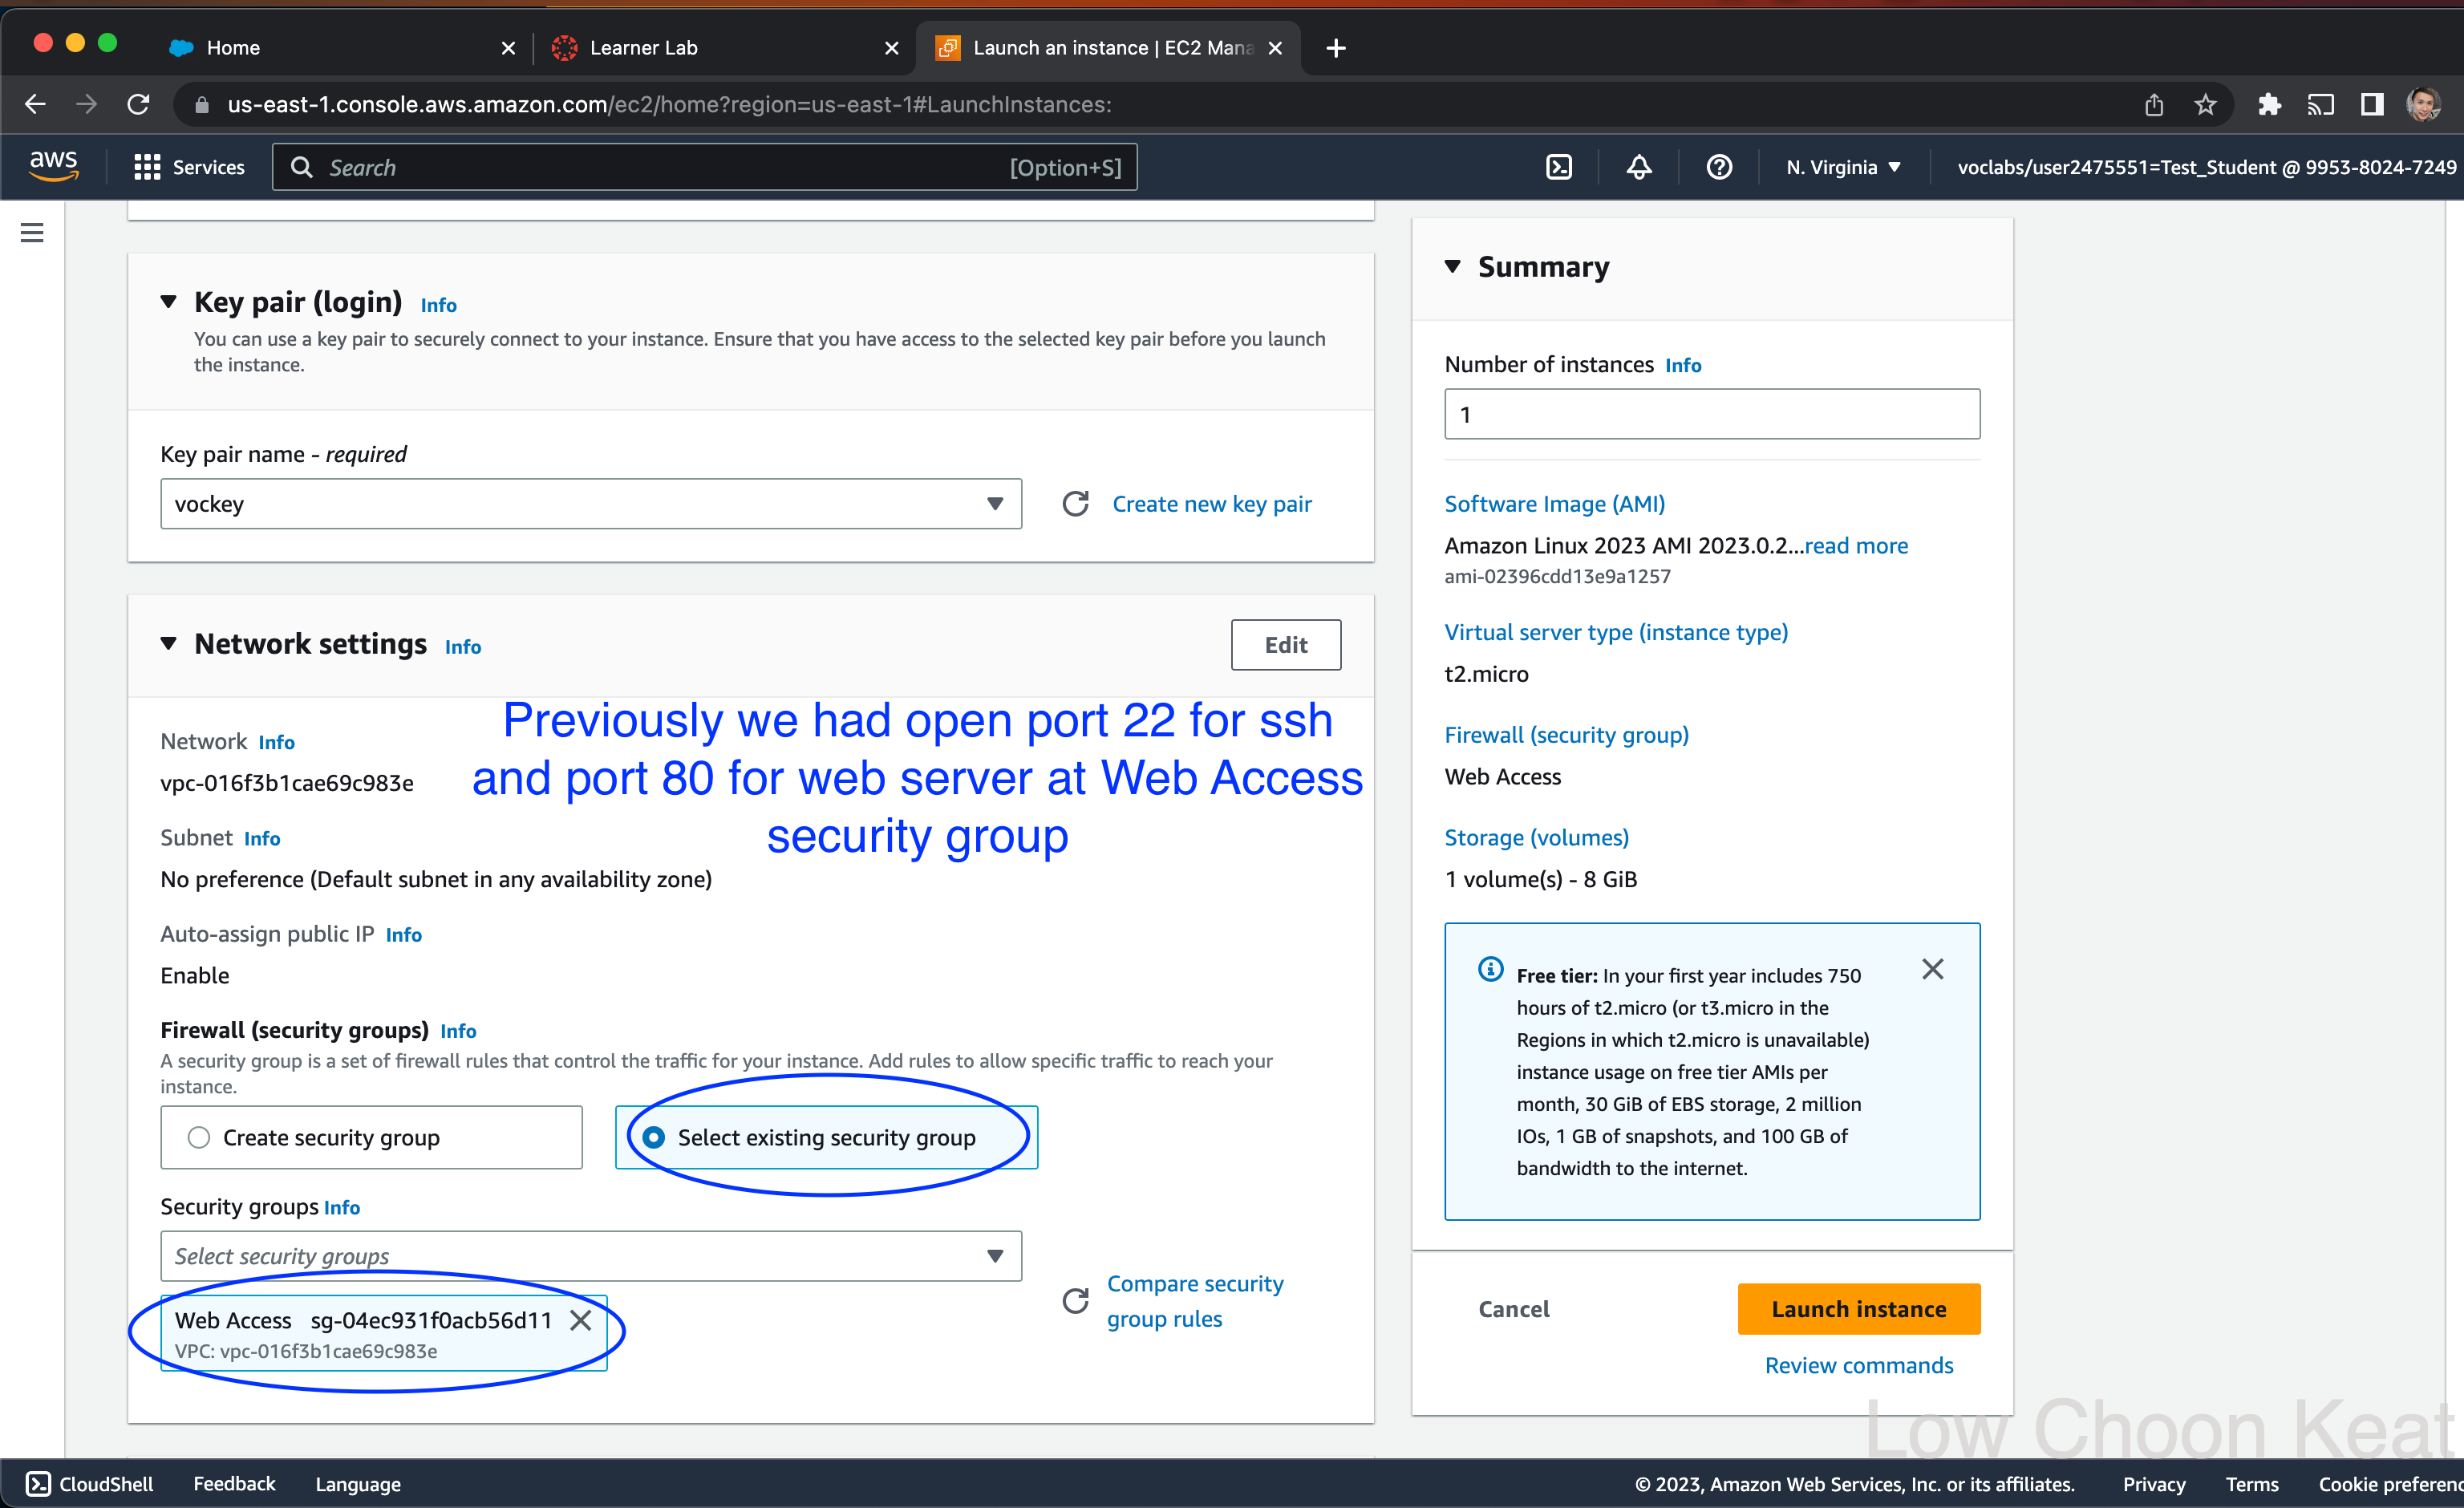 Home
Learner Lab
Launch an instance | EC2 Mana
us-east-1.console.aws.amazon.com/ec2/home?region=us-east-1#LaunchInstances:
aws
Services
Search
[Option+S]
N. Virginia
voclabs/user2475551=Test_Student @ 9953-8024-7249
Key pair (login) Info
You can use a key pair to securely connect to your instance. Ensure that you have access to the selected key pair before you launch
the instance.
Key pair name - required
vockey
Create new key pair
Network settings Info
Edit
Previously we had open port 22 for ssh
and port 80 for web server at Web Access
security group
Network Info
vpc-016f3b1cae69c983e
Subnet Info
No preference (Default subnet in any availability zone)
Auto-assign public IP Info
Enable
Firewall (security groups) Info
A security group is a set of firewall rules that control the traffic for your instance. Add rules to allow specific traffic to reach your
instance.
Create security group
Select existing security group
Security groups Info
Select security groups
Web Access sg-04ec931f0acb56d11
VPC: vpc-016f3b1cae69c983e
Compare security
group rules
Summary
Number of instances Info
1
Software Image (AMI)
Amazon Linux 2023 AMI 2023.0.2...read more
ami-02396cdd13e9a1257
Virtual server type (instance type)
t2.micro
Firewall (security group)
Web Access
Storage (volumes)
1 volume(s) - 8 GiB
Free tier: In your first year includes 750
hours of t2.micro (or t3.micro in the
Regions in which t2.micro is unavailable)
instance usage on free tier AMIs per
month, 30 GiB of EBS storage, 2 million
IOs, 1 GB of snapshots, and 100 GB of
bandwidth to the internet.
Cancel
Launch instance
Review commands
Low Choon Keat
CloudShell
Feedback
Language
© 2023, Amazon Web Services, Inc. or its affiliates.
Privacy
Terms
Cookie preferenc